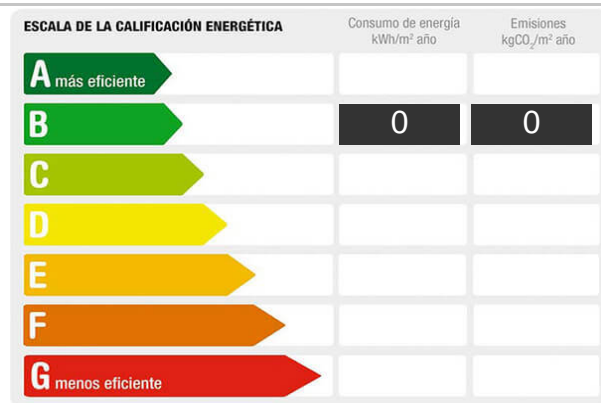 ESCALA DE LA CALIFICACIÓN ENERGÉTICA
Consumo de energía
kWh/m² año
Emisiones
kgCO₂/m² año
A más eficiente
B 0 0
C
D
E
F
G menos eficiente